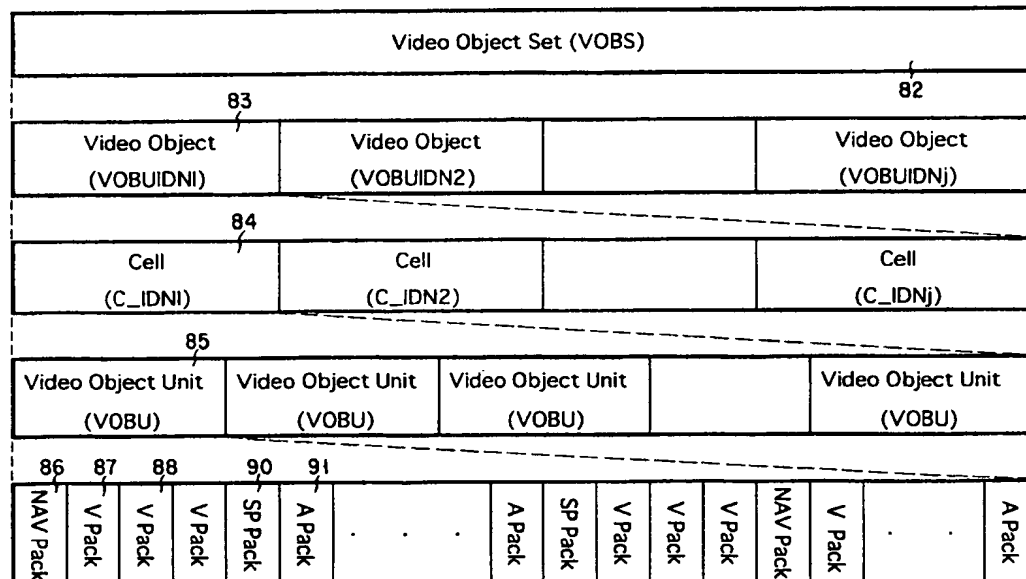 Video Object Set (VOBS)
82
83
Video Object
(VOBUIDN1)
Video Object
(VOBUIDN2)
Video Object
(VOBUIDNj)
84
Cell
(C_IDN1)
Cell
(C_IDN2)
Cell
(C_IDNj)
85
Video Object Unit
(VOBU)
Video Object Unit
(VOBU)
Video Object Unit
(VOBU)
Video Object Unit
(VOBU)
86 87 88 90 91
NAV Pack
V Pack
V Pack
V Pack
SP Pack
A Pack
. . .
A Pack
SP Pack
V Pack
V Pack
V Pack
NAV Pack
V Pack
. .
A Pack